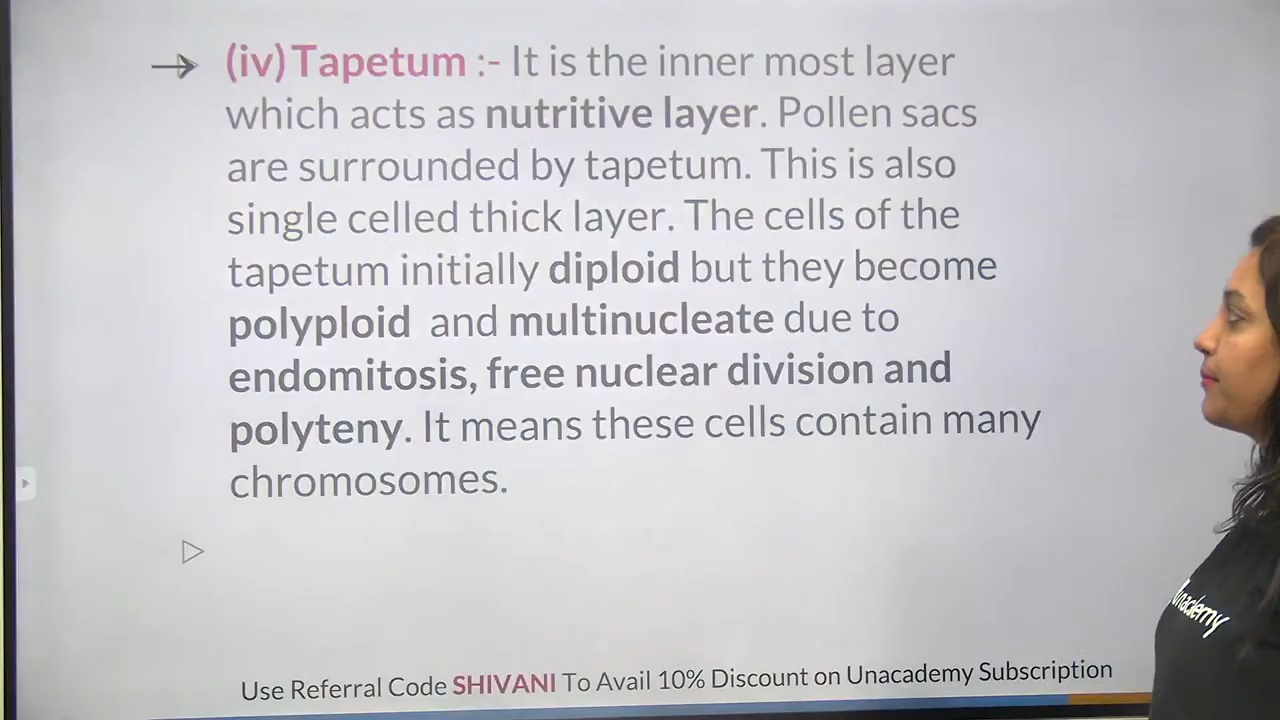 (iv) Tapetum :- It is the inner most layer
which acts as nutritive layer. Pollen sacs
are surrounded by tapetum. This is also
single celled thick layer. The cells of the
tapetum initially diploid but they become
polyploid and multinucleate due to
endomitosis, free nuclear division and
polyteny. It means these cells contain many
chromosomes.
unacademy
Use Referral Code SHIVANI To Avail 10% Discount on Unacademy Subscription